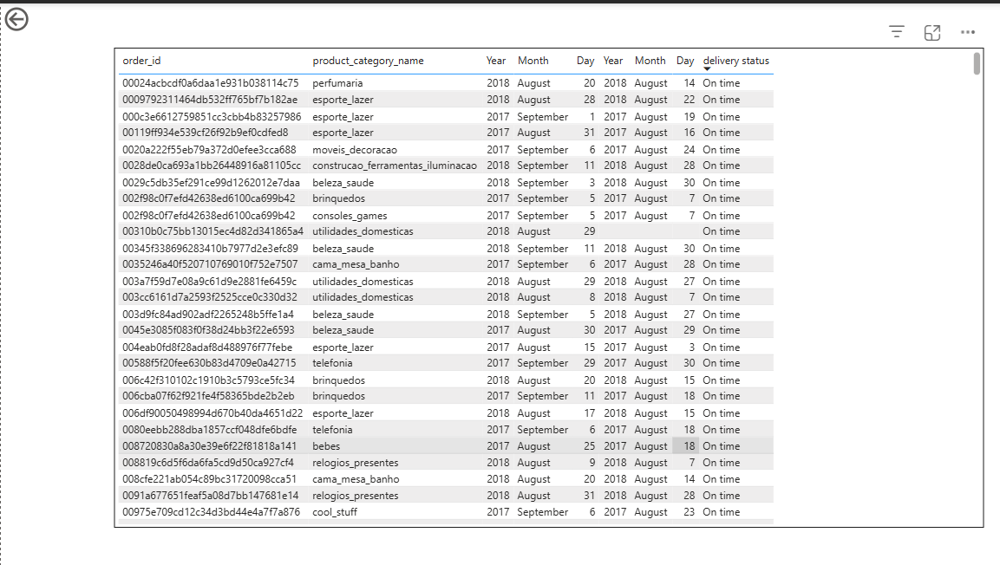 order_id product_category_name Year Month Day Year Month Day delivery status
00024acbcdf0a6daa1e931b038114c75 perfumaria 2018 August 20 2018 August 14 On time
0009792311464db532ff765bf7b182ae esporte_lazer 2018 August 28 2018 August 22 On time
000c3e6612759851cc3cbb4b83257986 esporte_lazer 2017 September 1 2017 August 19 On time
00119ff934e539cf26f92b9ef0cdfed8 esporte_lazer 2017 August 31 2017 August 16 On time
0020a222f55eb79a372d0efee3cca688 moveis_decoracao 2017 September 6 2017 August 24 On time
0028de0ca693a1bb26448916a81105cc construcao_ferramentas_iluminacao 2018 September 11 2018 August 28 On time
0029c5db35ef291ce99d1262012e7daa beleza_saude 2018 September 3 2018 August 30 On time
002f98c0f7efd42638ed6100ca699b42 brinquedos 2017 September 5 2017 August 7 On time
002f98c0f7efd42638ed6100ca699b42 consoles_games 2017 September 5 2017 August 7 On time
00310b0c75bb13015ec4d82d341865a4 utilidades_domesticas 2018 August 29 On time
00345f338696283410b7977d2e3efc89 beleza_saude 2018 September 11 2018 August 30 On time
0035246a40f520710769010f752e7507 cama_mesa_banho 2017 September 6 2017 August 28 On time
003a7f59d7e08a9c61d9e2881fe6459c utilidades_domesticas 2018 August 29 2018 August 27 On time
003cc6161d7a2593f2525cce0c330d32 utilidades_domesticas 2018 August 8 2018 August 7 On time
003d9fc84ad902adf2265248b5ffe1a4 beleza_saude 2018 September 5 2018 August 27 On time
0045e3085f083f0f38d24bb3f22e6593 beleza_saude 2017 August 30 2017 August 29 On time
004eab0fd8f28adaf8d488976f77febe esporte_lazer 2017 August 15 2017 August 3 On time
00588f5f20fee630b83d4709e0a42715 telefonia 2017 September 29 2017 August 30 On time
006c42f310102c1910b3c5793ce5fc34 brinquedos 2018 August 20 2018 August 15 On time
006cba07f62f921fe4f58365bde2b2eb brinquedos 2017 September 11 2017 August 18 On time
006df90050498994d670b40da4651d22 esporte_lazer 2018 August 17 2018 August 15 On time
0080eebb288dba1857ccf048dfe6bdfe telefonia 2017 September 6 2017 August 18 On time
008720830a8a30e39e6f22f81818a141 bebes 2017 August 25 2017 August 18 On time
008819c6d5f6da6fa5cd9d50ca927cf4 relogios_presentes 2018 August 9 2018 August 7 On time
008cfe221ab054c89bc31720098cca51 cama_mesa_banho 2018 August 20 2018 August 14 On time
0091a677651feaf5a08d7bb147681e14 relogios_presentes 2018 August 31 2018 August 28 On time
00975e709cd12c34d3bd44e4a7f7a876 cool_stuff 2017 September 6 2017 August 23 On time